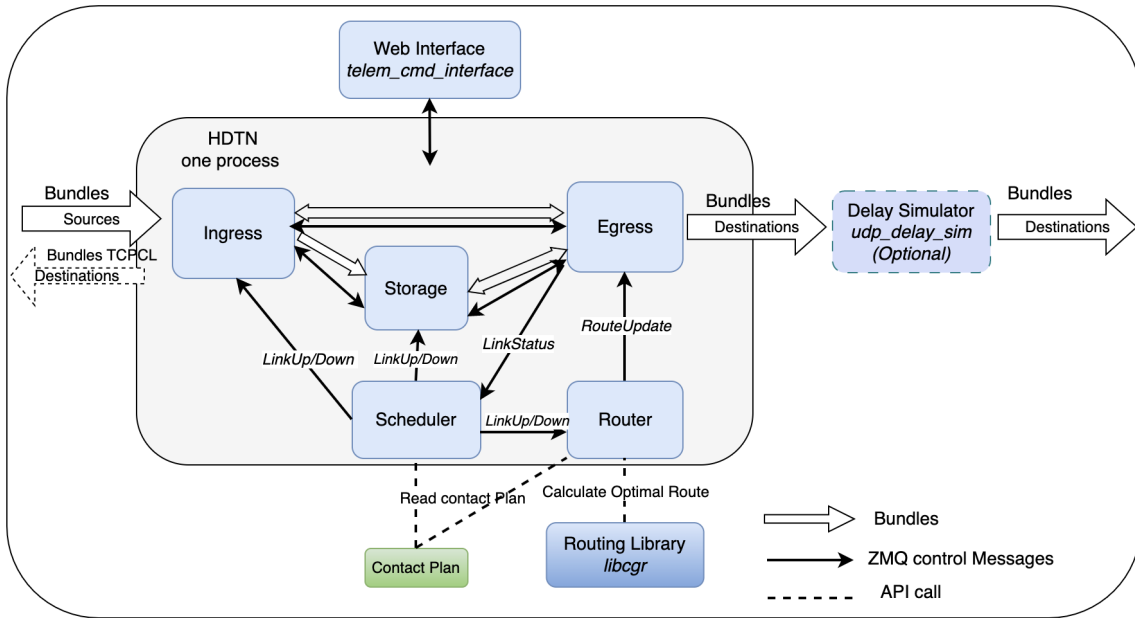 Web Interface
telem_cmd_interface
HDTN
one process
Bundles
Sources
Bundles TCPCL
Destinations
Ingress
Storage
Egress
Bundles
Destinations
Delay Simulator
udp_delay_sim
(Optional)
Bundles
Destinations
LinkUp/Down
LinkUp/Down
LinkStatus
RouteUpdate
Scheduler
LinkUp/Down
Router
Read contact Plan
Calculate Optimal Route
Contact Plan
Routing Library
libcgr
Bundles
ZMQ control Messages
API call